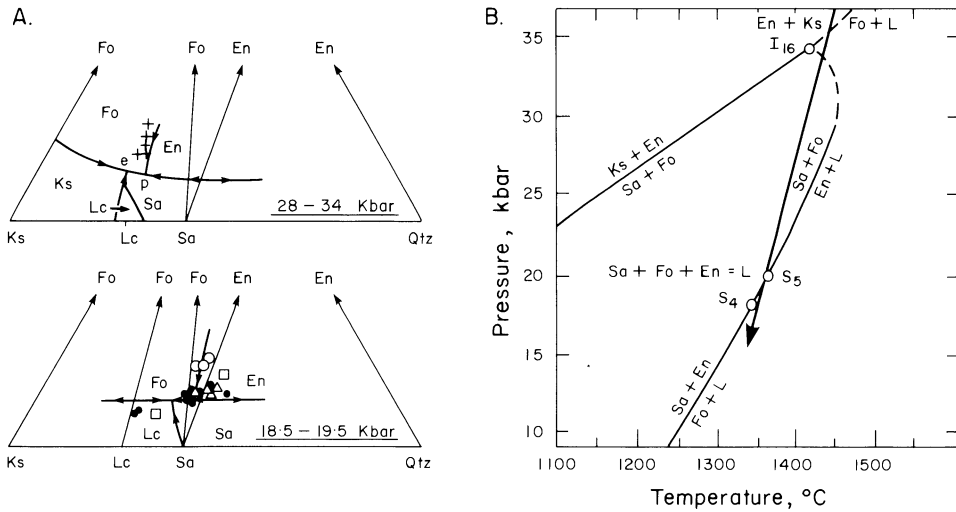 A.
Fo Fo En En
Fo
En
e
Ks p
Lc Sa
28 – 34 Kbar
Ks Lc Sa Qtz
Fo Fo Fo En En
Fo En
Lc Sa
18·5 – 19·5 Kbar
Ks Lc Sa Qtz
B.
Pressure, kbar
35
30
25
20
15
10
En + Ks Fo + L
I16
Ks + En
Sa + Fo
Sa + Fo
En + L
Sa + Fo + En = L S5
S4
Sa + En
Fo + L
1100 1200 1300 1400 1500
Temperature, °C